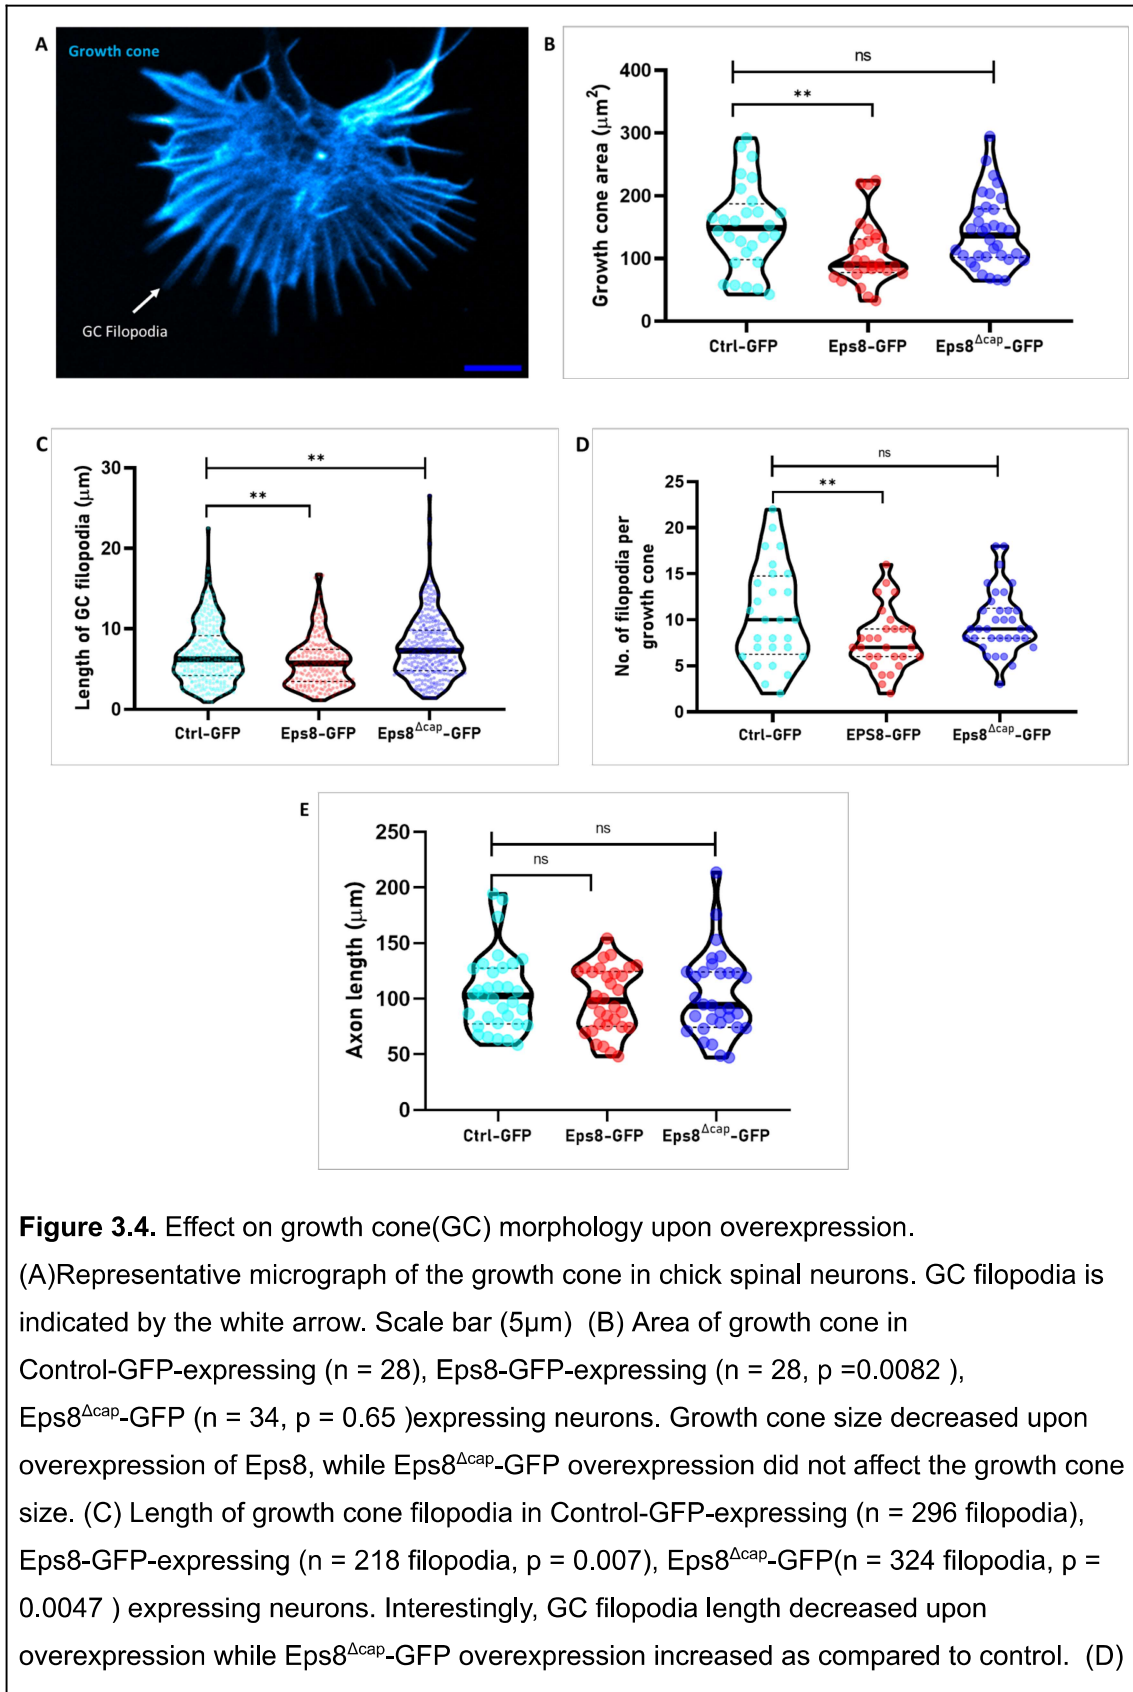 A
Growth cone
GC Filopodia
B
Growth cone area (μm²)
400
300
200
100
0
ns
**
Ctrl-GFP
Eps8-GFP
Eps8^Δcap-GFP
C
Length of GC filopodia (μm)
30
20
10
0
**
**
Ctrl-GFP
Eps8-GFP
Eps8^Δcap-GFP
D
No. of filopodia per
growth cone
25
20
15
10
5
0
ns
**
Ctrl-GFP
EPS8-GFP
Eps8^Δcap-GFP
E
Axon length (μm)
250
200
150
100
50
0
ns
ns
Ctrl-GFP
Eps8-GFP
Eps8^Δcap-GFP
Figure 3.4. Effect on growth cone(GC) morphology upon overexpression.
(A)Representative micrograph of the growth cone in chick spinal neurons. GC filopodia is
indicated by the white arrow. Scale bar (5μm) (B) Area of growth cone in
Control-GFP-expressing (n = 28), Eps8-GFP-expressing (n = 28, p =0.0082 ),
Eps8^Δcap-GFP (n = 34, p = 0.65 )expressing neurons. Growth cone size decreased upon
overexpression of Eps8, while Eps8^Δcap-GFP overexpression did not affect the growth cone
size. (C) Length of growth cone filopodia in Control-GFP-expressing (n = 296 filopodia),
Eps8-GFP-expressing (n = 218 filopodia, p = 0.007), Eps8^Δcap-GFP(n = 324 filopodia, p =
0.0047 ) expressing neurons. Interestingly, GC filopodia length decreased upon
overexpression while Eps8^Δcap-GFP overexpression increased as compared to control. (D)